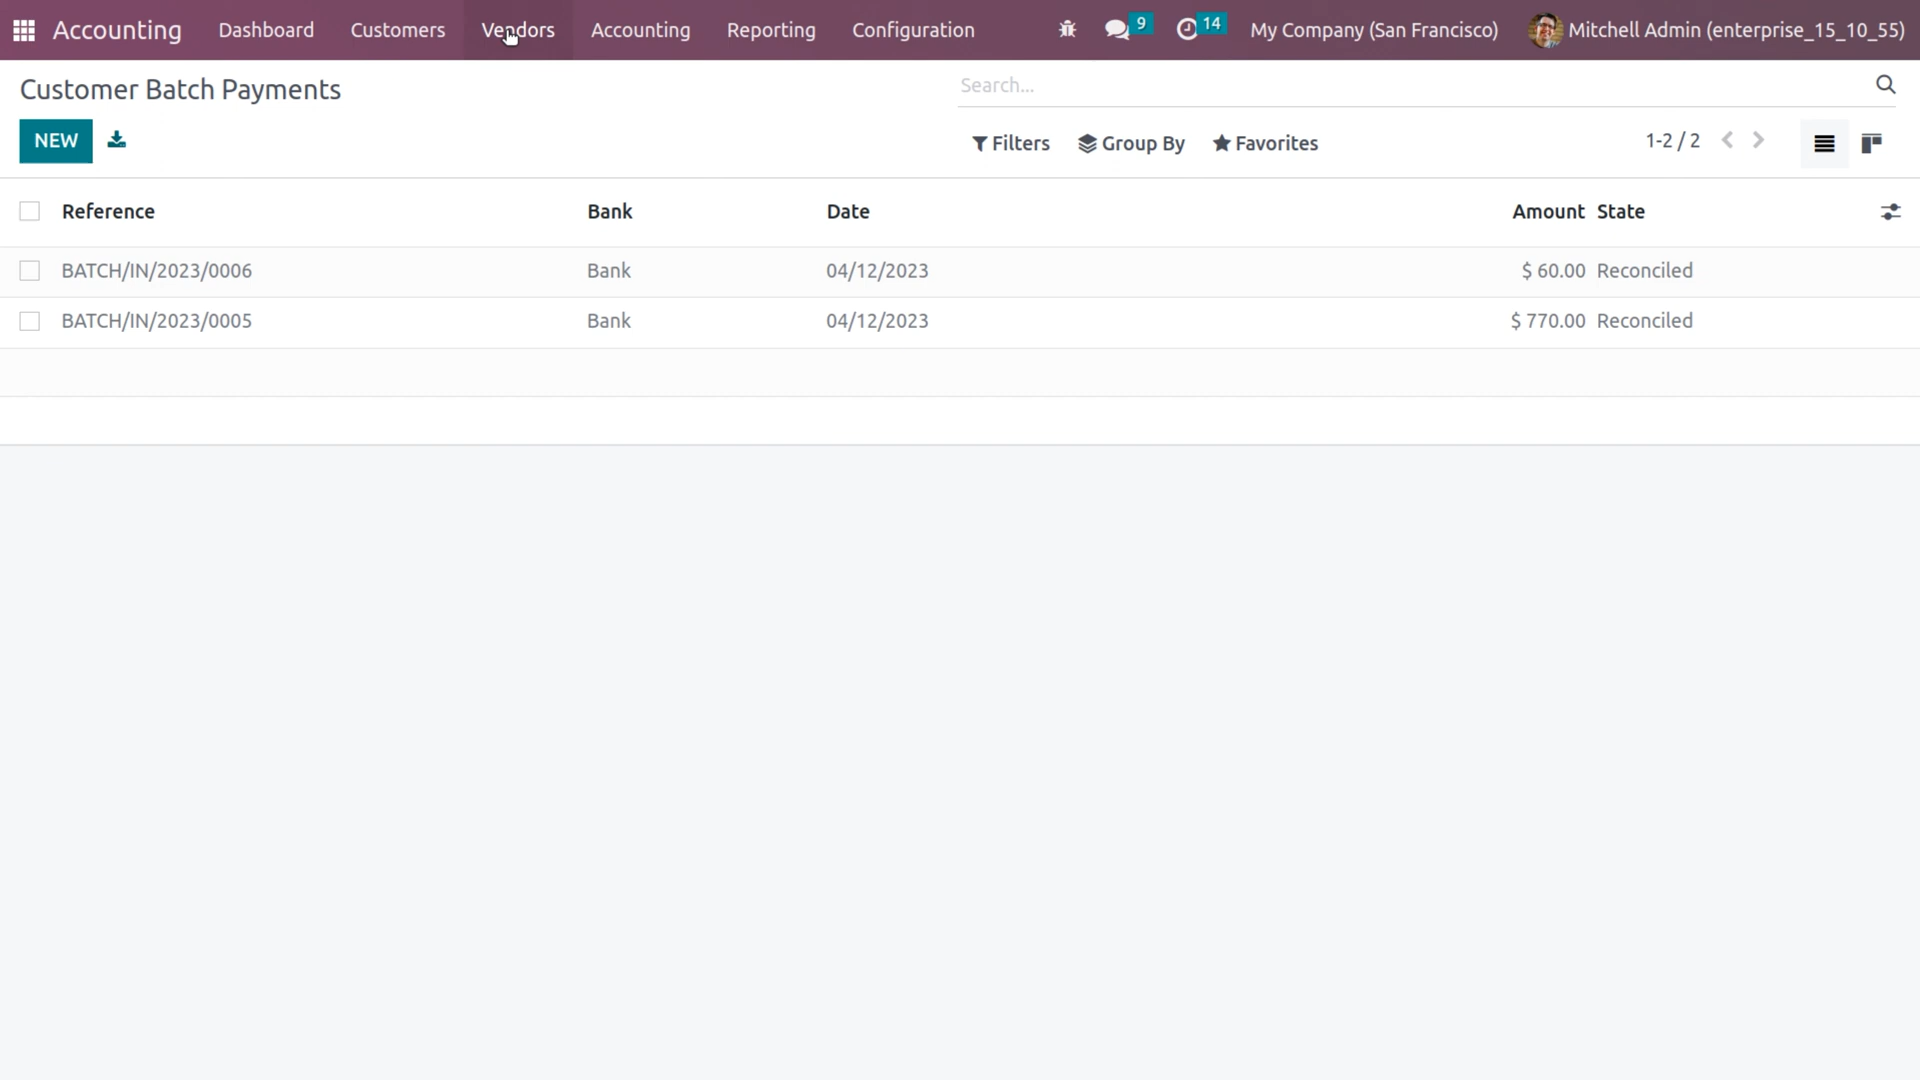 Accounting Dashboard Customers Vendors Accounting Reporting Configuration 9 14 My Company (San Francisco) Mitchell Admin (enterprise_15_10_55)
Customer Batch Payments Search...
NEW Filters Group By Favorites 1-2 / 2
Reference Bank Date Amount State
BATCH/IN/2023/0006 Bank 04/12/2023 $ 60.00 Reconciled
BATCH/IN/2023/0005 Bank 04/12/2023 $ 770.00 Reconciled